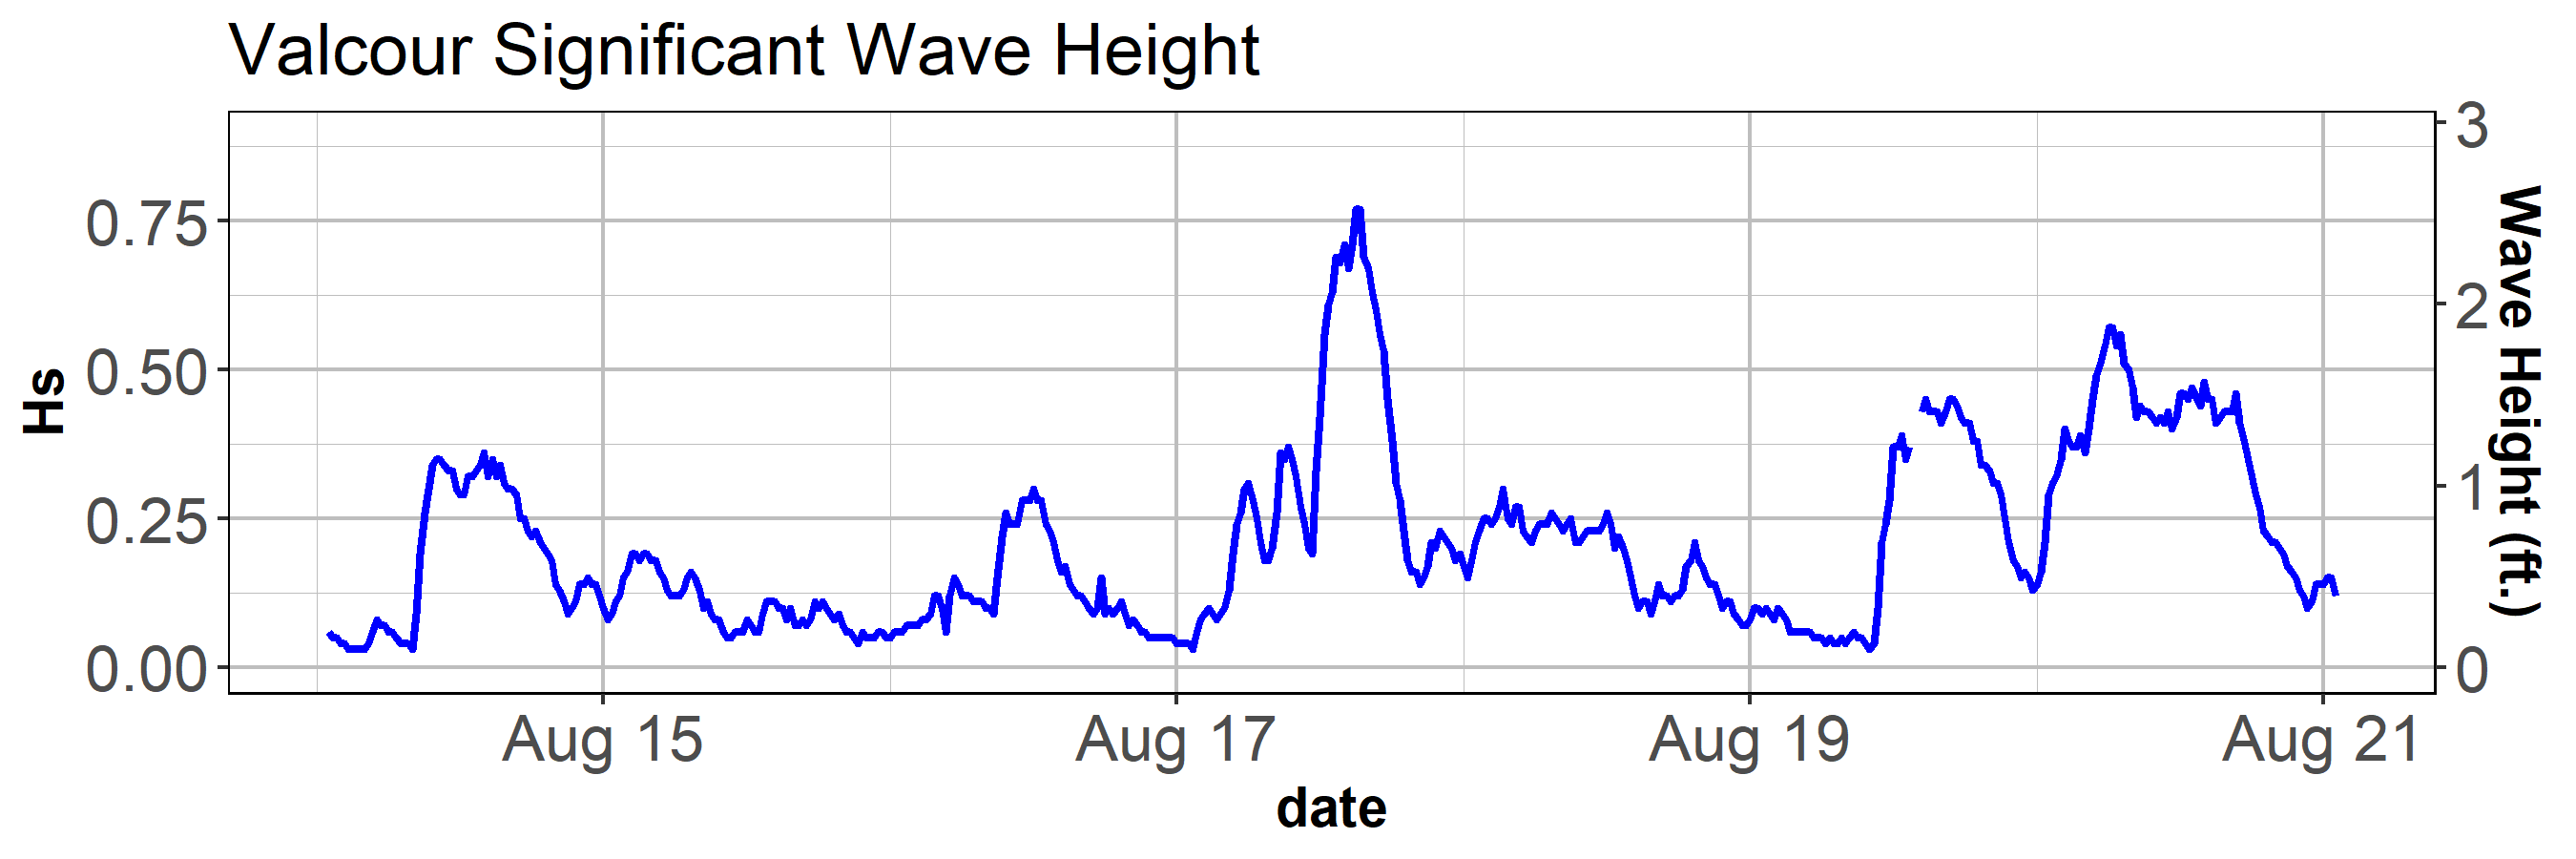 Valcour Significant Wave Height
Hs
0.75
0.50
0.25
0.00
3
2
1
0
Wave Height (ft.)
Aug 15
Aug 17
Aug 19
Aug 21
date